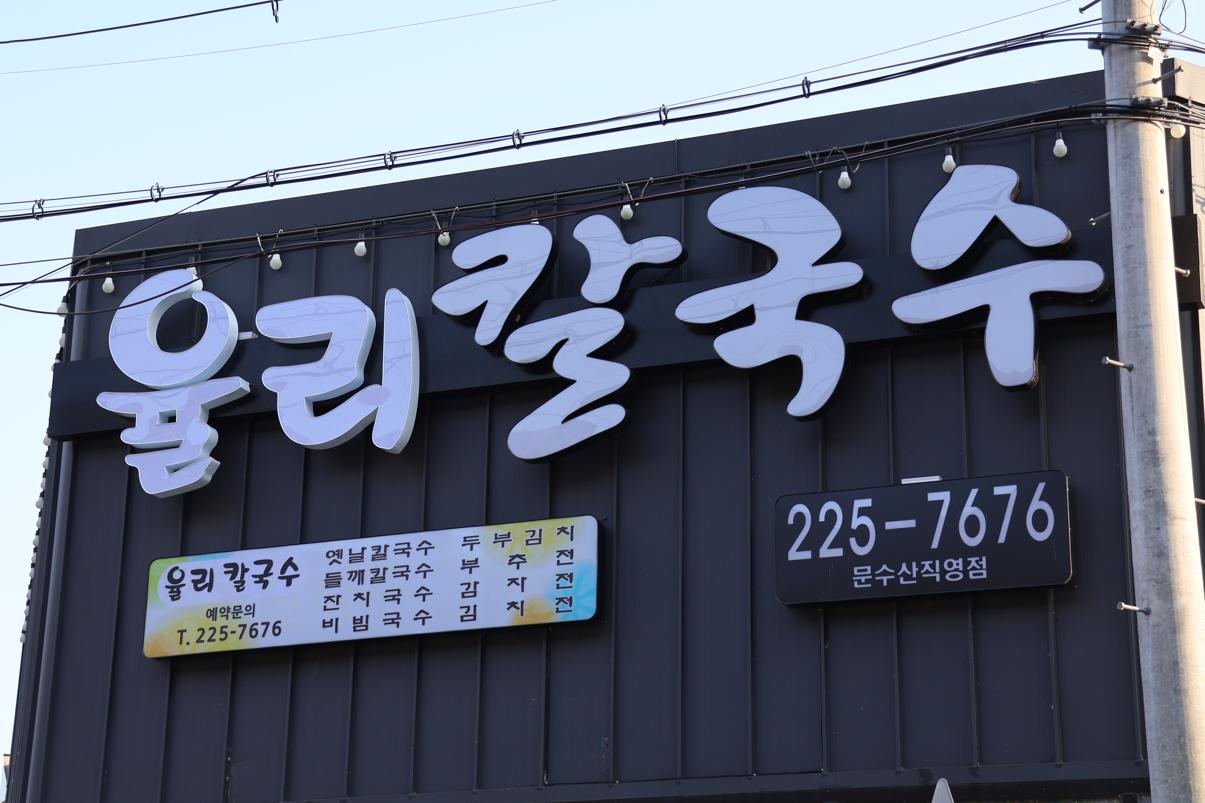 율리칼국수
225-7676
문수산직영점
율리 칼국수
예약문의
T. 225-7676
옛날칼국수 두부김치
들깨칼국수 부추전
잔치국수 감자전
비빔국수 김치전